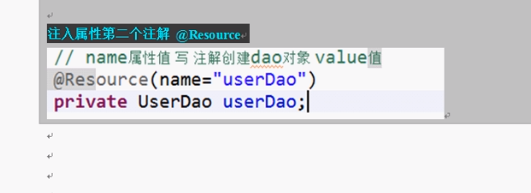 注入属性第二个注解 @Resource
// name属性值 写 注解创建dao对象 value值
@Resource(name="userDao")
private UserDao userDao;